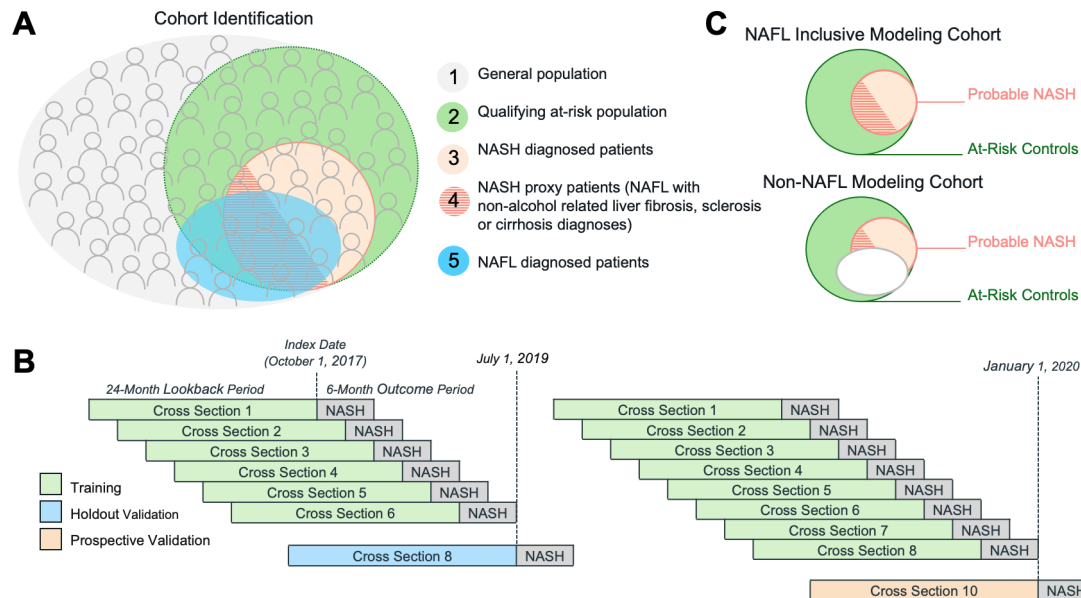 A
Cohort Identification
1
General population
2
Qualifying at-risk population
3
NASH diagnosed patients
4
NASH proxy patients (NAFL with
non-alcohol related liver fibrosis, sclerosis
or cirrhosis diagnoses)
5
NAFL diagnosed patients
C
NAFL Inclusive Modeling Cohort
Probable NASH
At-Risk Controls
Non-NAFL Modeling Cohort
Probable NASH
At-Risk Controls
B
Index Date
(October 1, 2017)
July 1, 2019
24-Month Lookback Period
6-Month Outcome Period
Cross Section 1 NASH
Cross Section 2 NASH
Cross Section 3 NASH
Cross Section 4 NASH
Cross Section 5 NASH
Cross Section 6 NASH
Cross Section 8 NASH
Training
Holdout Validation
Prospective Validation
January 1, 2020
Cross Section 1 NASH
Cross Section 2 NASH
Cross Section 3 NASH
Cross Section 4 NASH
Cross Section 5 NASH
Cross Section 6 NASH
Cross Section 7 NASH
Cross Section 8 NASH
Cross Section 10 NASH